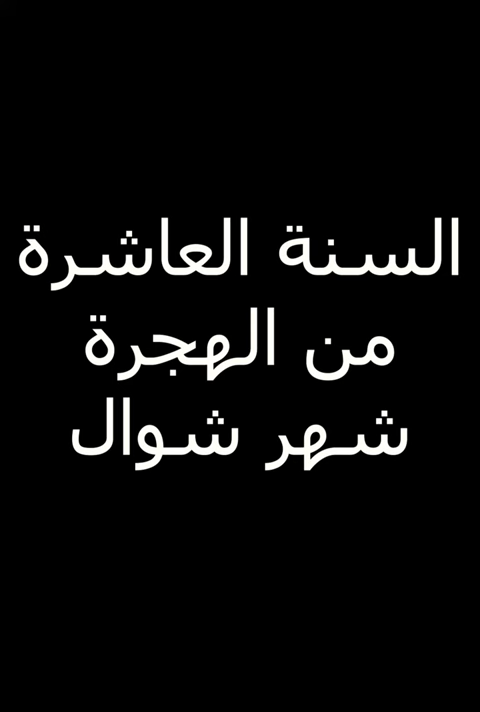 السنة العاشرة
من الهجرة
شهر شوال